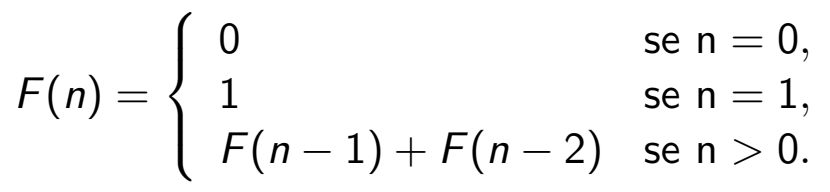 0 se n = 0,
F(n) = { 1 se n = 1,
F(n − 1) + F(n − 2) se n > 0.